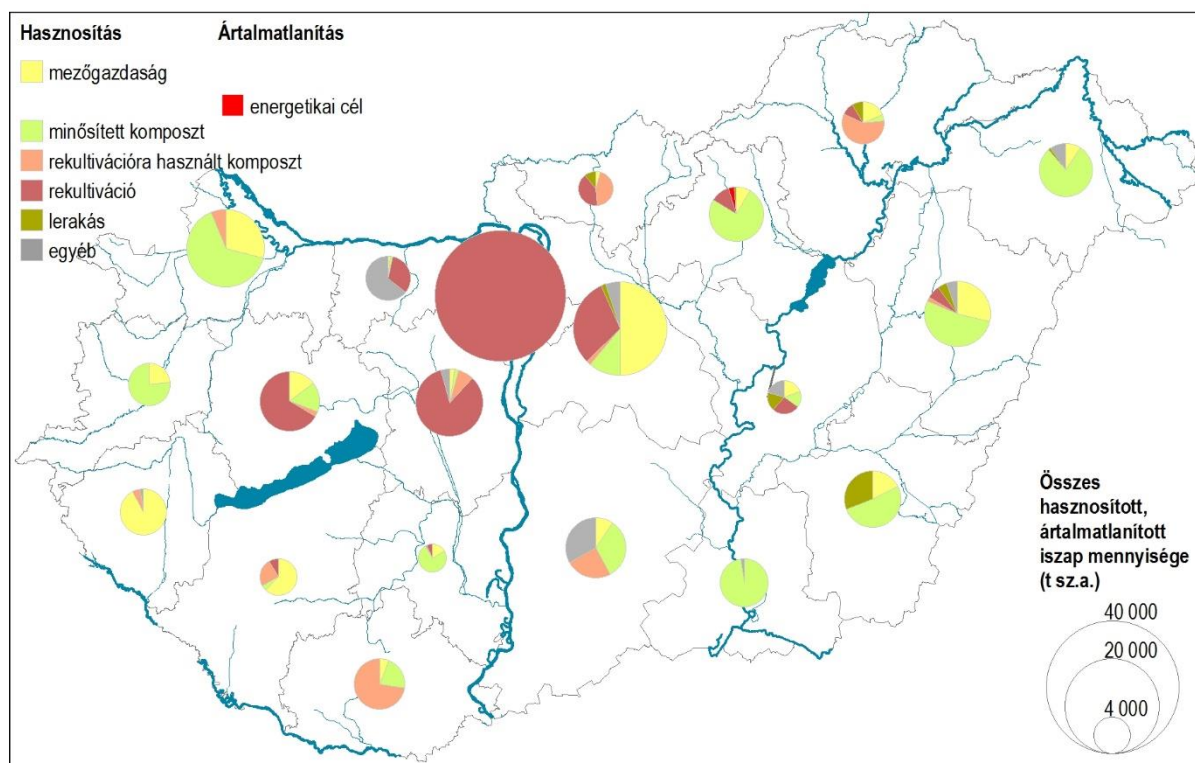 Hasznosítás
Ártalmatlanítás
mezőgazdaság
energetikai cél
minősített komposzt
rekultivációra használt komposzt
rekultiváció
lerakás
egyéb
Összes
hasznosított,
ártalmatlanított
iszap mennyisége
(t sz.a.)
40 000
20 000
4 000